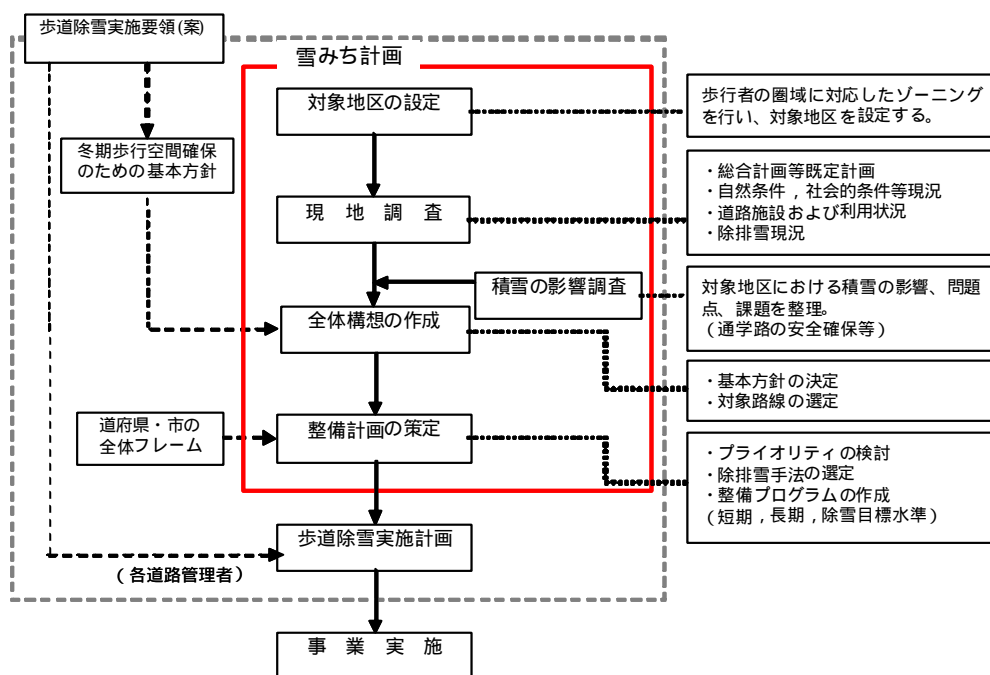 歩道除雪実施要領(案)
雪みち計画
対象地区の設定
歩行者の圏域に対応したゾーニング
を行い、対象地区を設定する。
冬期歩行空間確保
のための基本方針
現地調査
・総合計画等既定計画
・自然条件，社会的条件等現況
・道路施設および利用状況
・除排雪現況
積雪の影響調査
対象地区における積雪の影響、問題
点、課題を整理。
(通学路の安全確保等)
全体構想の作成
・基本方針の決定
・対象路線の選定
道府県・市の
全体フレーム
整備計画の策定
・プライオリティの検討
・除排雪手法の選定
・整備プログラムの作成
(短期，長期，除雪目標水準)
歩道除雪実施計画
(各道路管理者)
事業実施